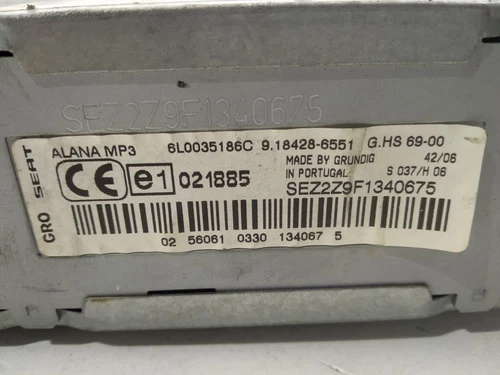 SEZ2Z9F1340675
GRO SEAT
ALANA MP3 6L0035186C 9.18428-6551 G.HS 69-00
MADE BY GRUNDIG 42/06
IN PORTUGAL S 037/H 06
CE e1 021885 SEZ2Z9F1340675
02 56061 0330 134067 5